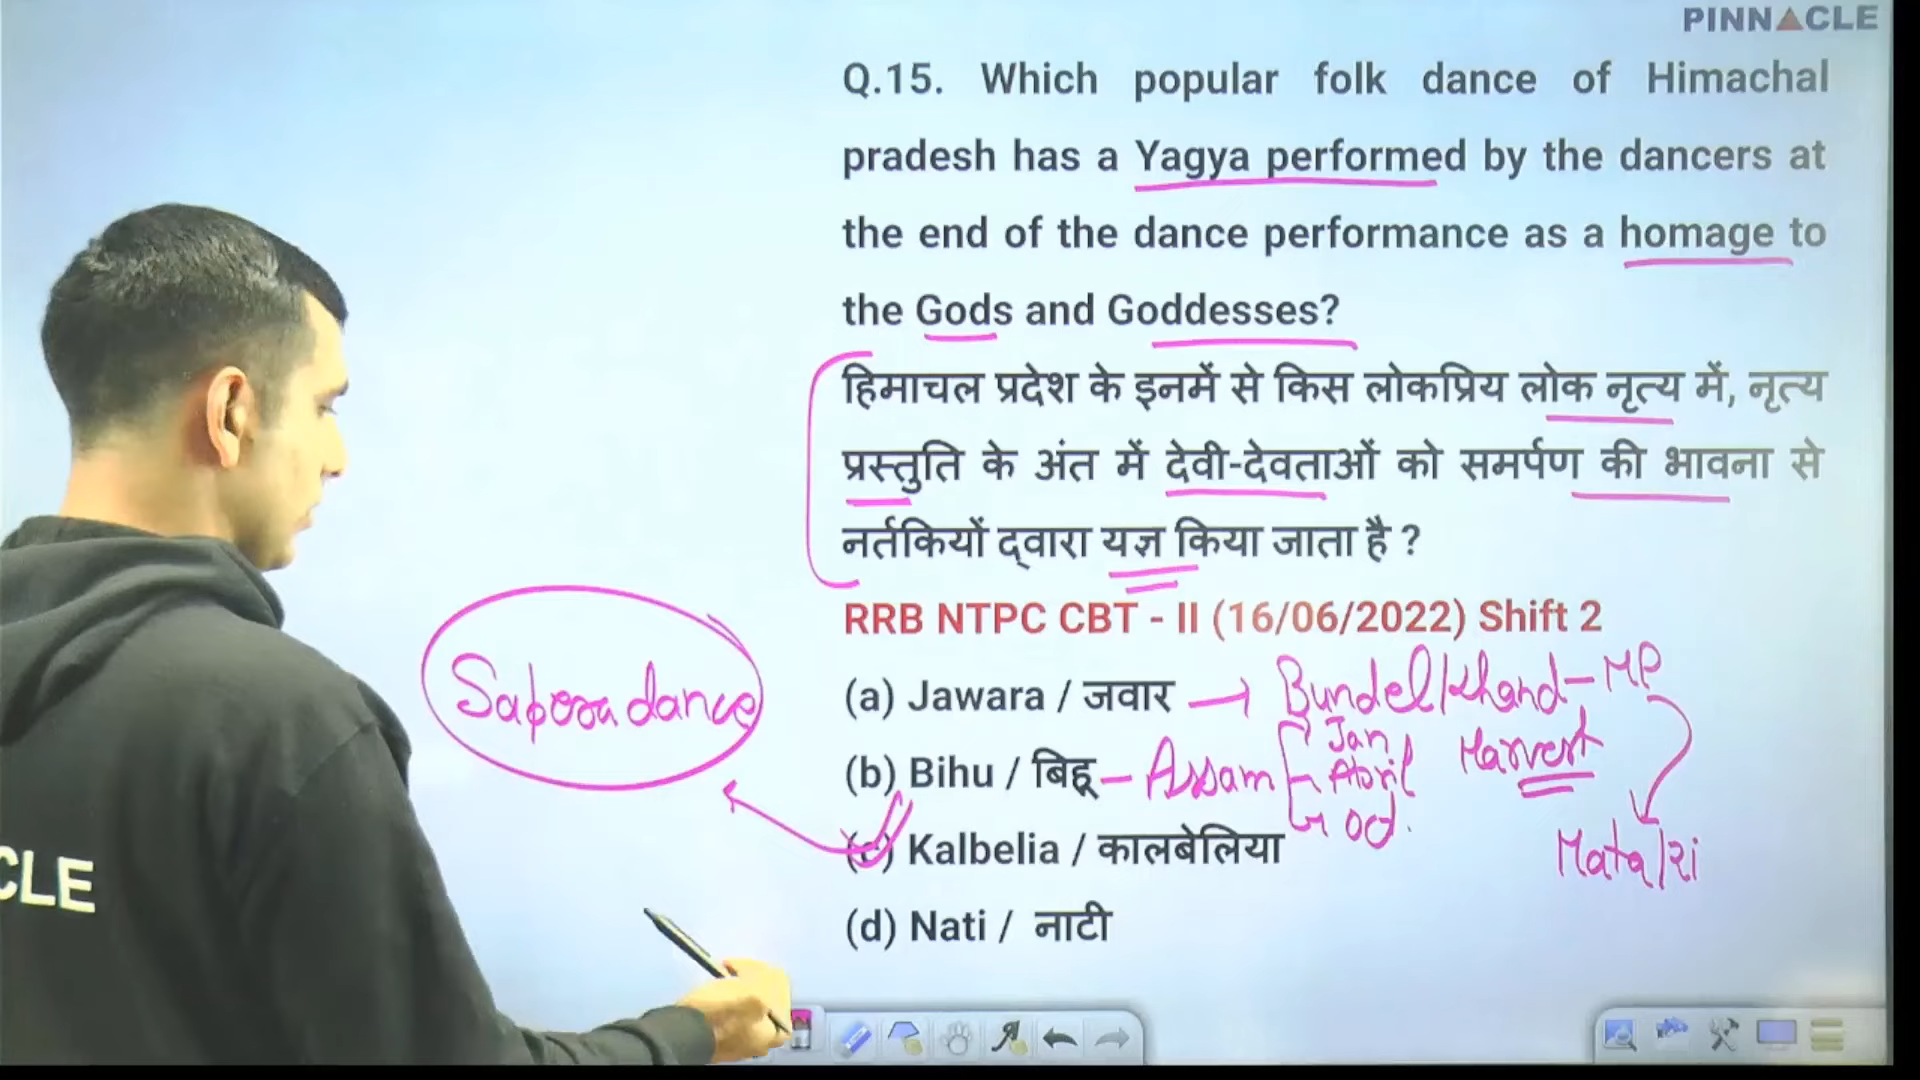 PINNACLE
Q.15. Which popular folk dance of Himachal
pradesh has a Yagya performed by the dancers at
the end of the dance performance as a homage to
the Gods and Goddesses?
हिमाचल प्रदेश के इनमें से किस लोकप्रिय लोक नृत्य में, नृत्य
प्रस्तुति के अंत में देवी-देवताओं को समर्पण की भावना से
नर्तकियों द्वारा यज्ञ किया जाता है ?
RRB NTPC CBT - II (16/06/2022) Shift 2
(a) Jawara / जवार → Bundelkhand - MP
Sapera dance
Jan
Harvest
(b) Bihu / बिहू - Assam
April
Oct.
(c) Kalbelia / कालबेलिया
(d) Nati / नाटी
CLE